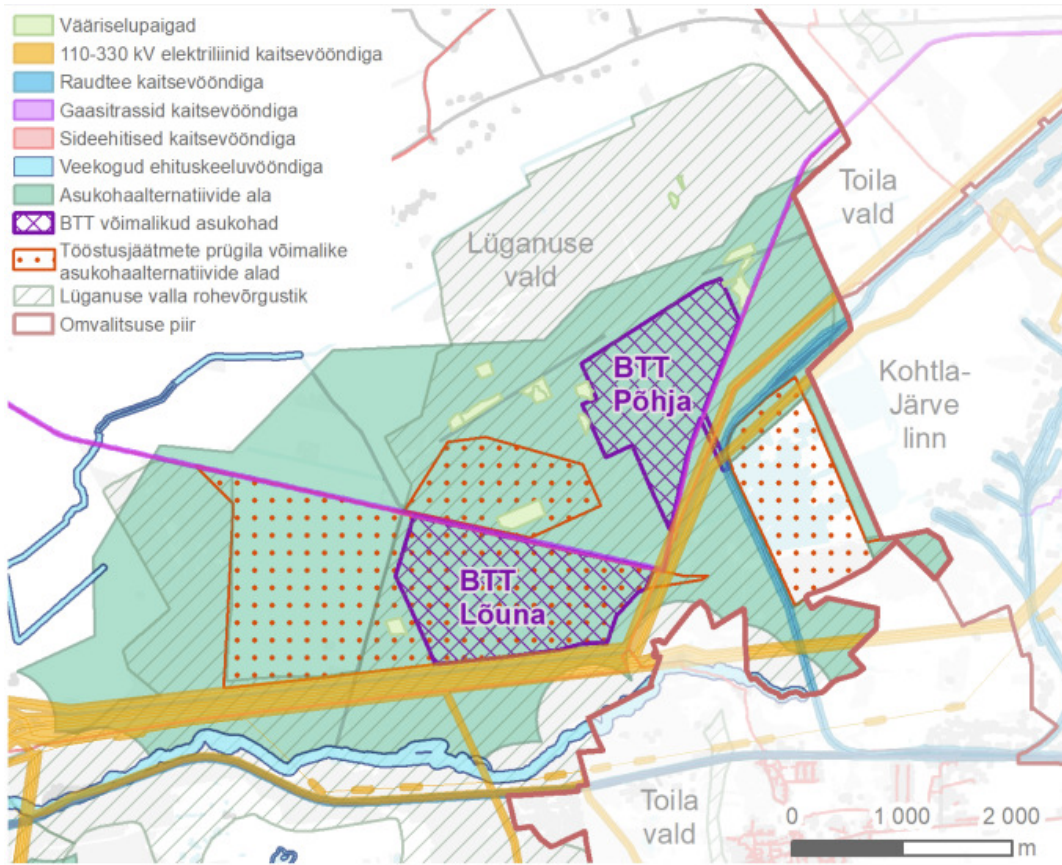 Vääriselupaigad
110-330 kV elektriliinid kaitsevööndiga
Raudtee kaitsevööndiga
Gaasitrassid kaitsevööndiga
Sideehitised kaitsevööndiga
Veekogud ehituskeeluvööndiga
Asukohaalternatiivide ala
BTT võimalikud asukohad
Tööstusjäätmete prügila võimalike
asukohaalternatiivide alad
Lüganuse valla rohevõrgustik
Omvalitsuse piir
Toila
vald
Lüganuse
vald
BTT
Põhja
Kohtla-
Järve
linn
BTT
Lõuna
Toila
vald
0 1 000 2 000
m